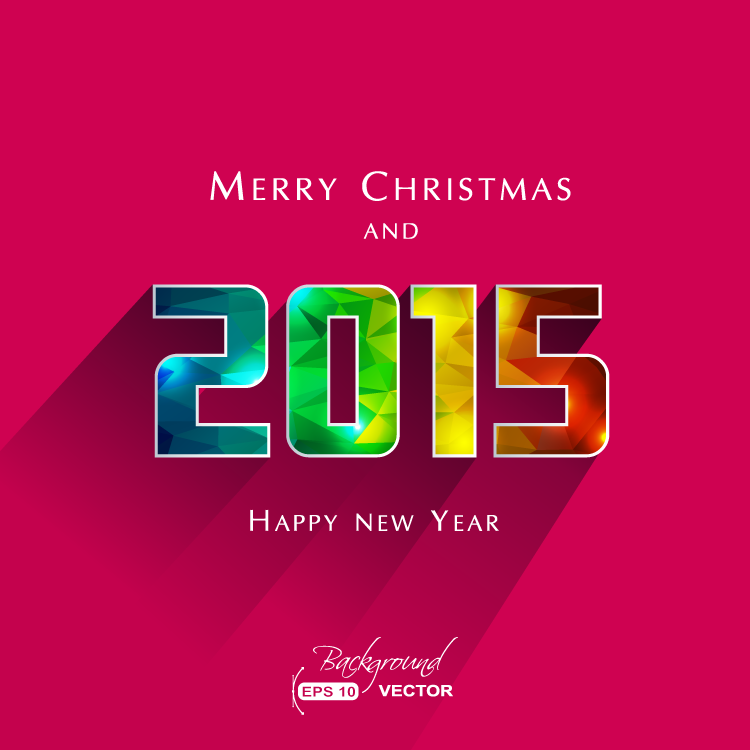 MERRY CHRISTMAS
AND
2015
HAPPY NEW YEAR
Background
EPS 10 VECTOR